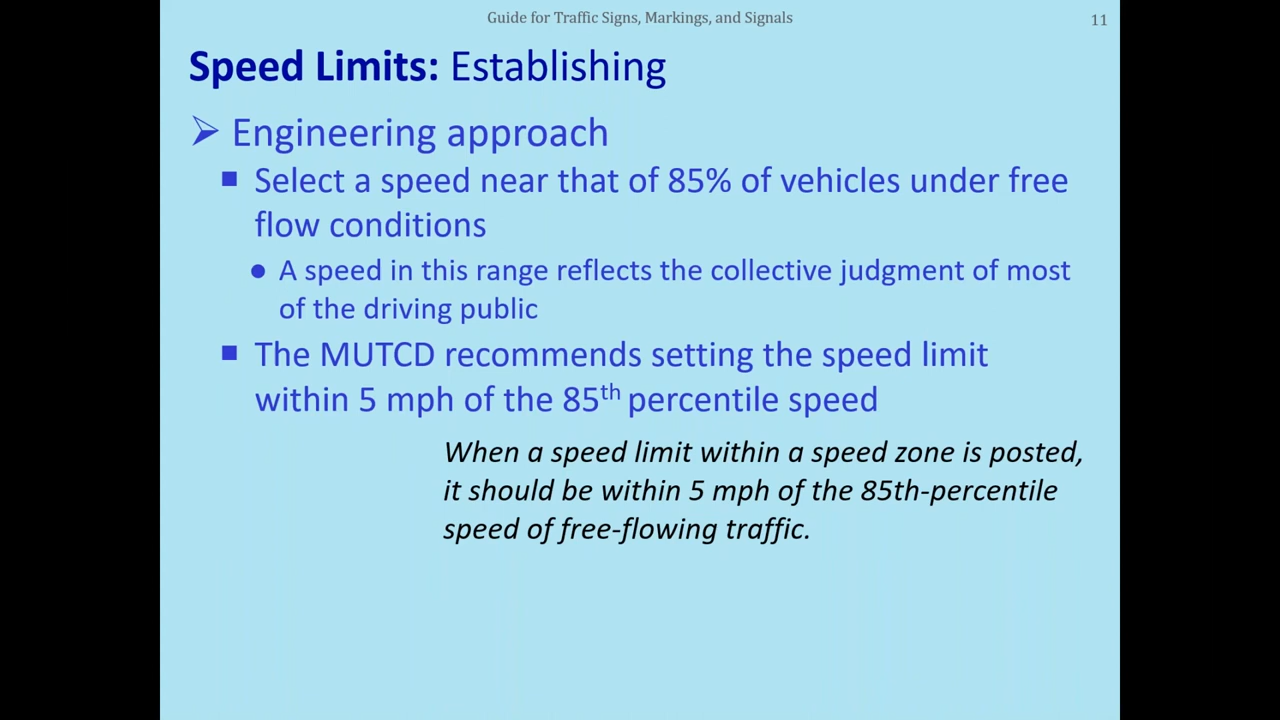 Guide for Traffic Signs, Markings, and Signals
11
Speed Limits: Establishing
➢ Engineering approach
▪ Select a speed near that of 85% of vehicles under free
flow conditions
● A speed in this range reflects the collective judgment of most
of the driving public
▪ The MUTCD recommends setting the speed limit
within 5 mph of the 85th percentile speed
When a speed limit within a speed zone is posted,
it should be within 5 mph of the 85th-percentile
speed of free-flowing traffic.